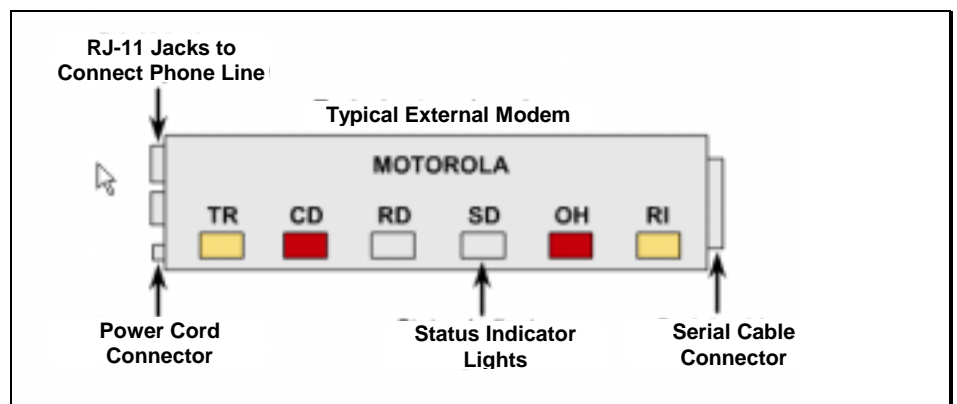 RJ-11 Jacks to
Connect Phone Line
Typical External Modem
MOTOROLA
TR CD RD SD OH RI
Power Cord
Connector
Status Indicator
Lights
Serial Cable
Connector